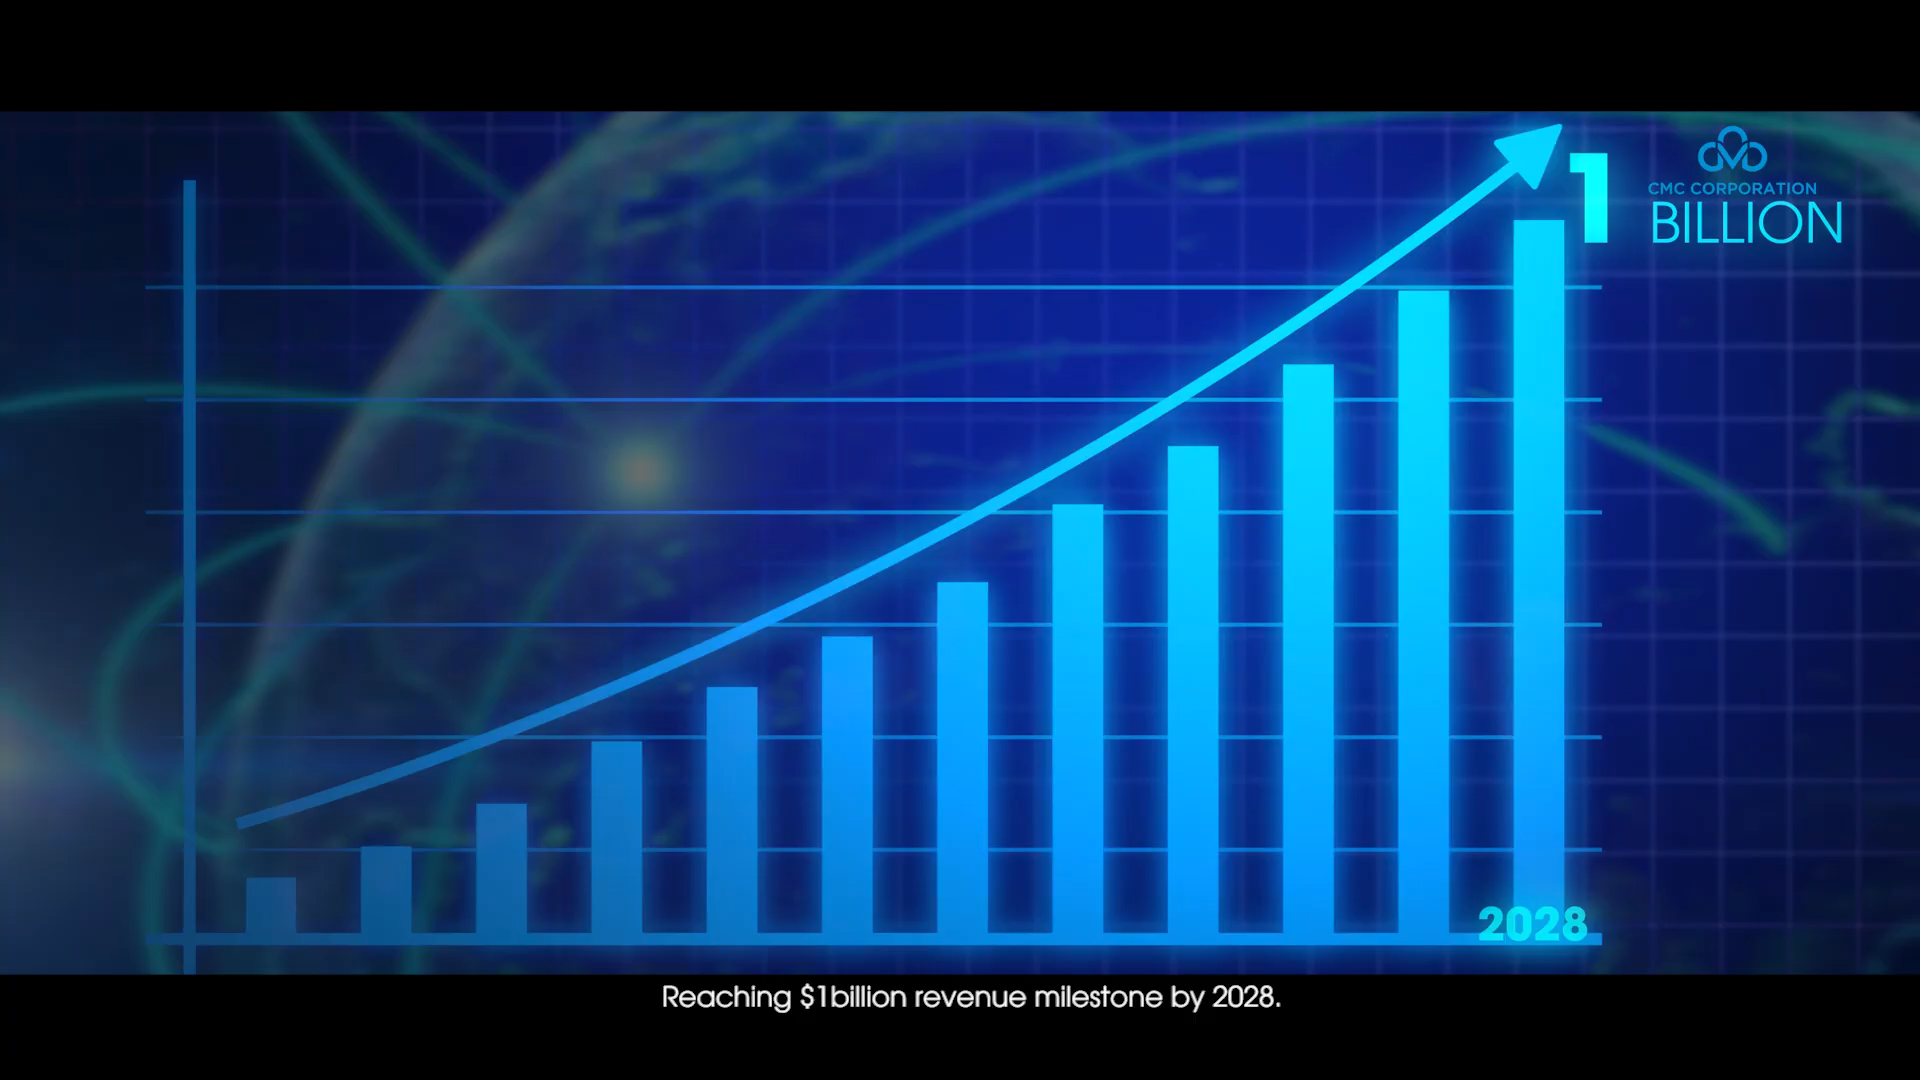 1
CMC CORPORATION
BILLION
2028
Reaching $1billion revenue milestone by 2028.